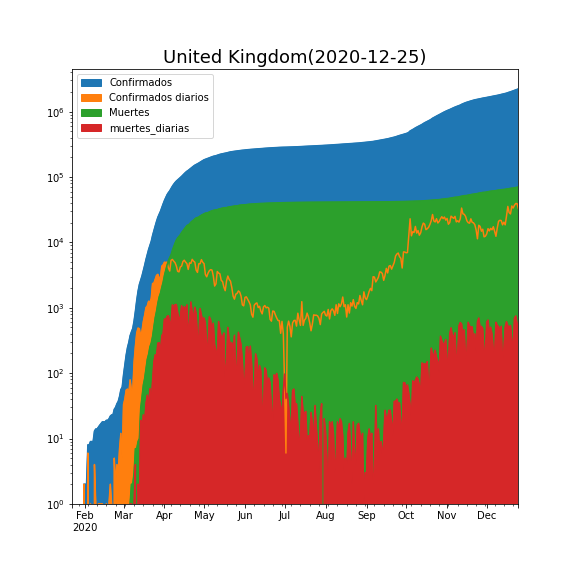 United Kingdom(2020-12-25)
Confirmados
Confirmados diarios
Muertes
muertes_diarias
10⁶
10⁵
10⁴
10³
10²
10¹
10⁰
Feb Mar Apr May Jun Jul Aug Sep Oct Nov Dec
2020